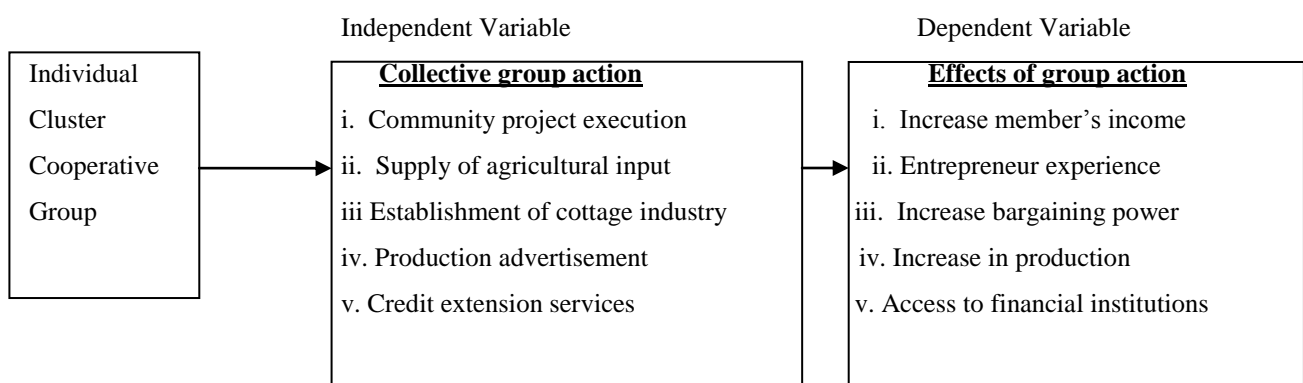 Independent Variable
Dependent Variable
Individual
Cluster
Cooperative
Group
Collective group action
i. Community project execution
ii. Supply of agricultural input
iii Establishment of cottage industry
iv. Production advertisement
v. Credit extension services
Effects of group action
i. Increase member's income
ii. Entrepreneur experience
iii. Increase bargaining power
iv. Increase in production
v. Access to financial institutions